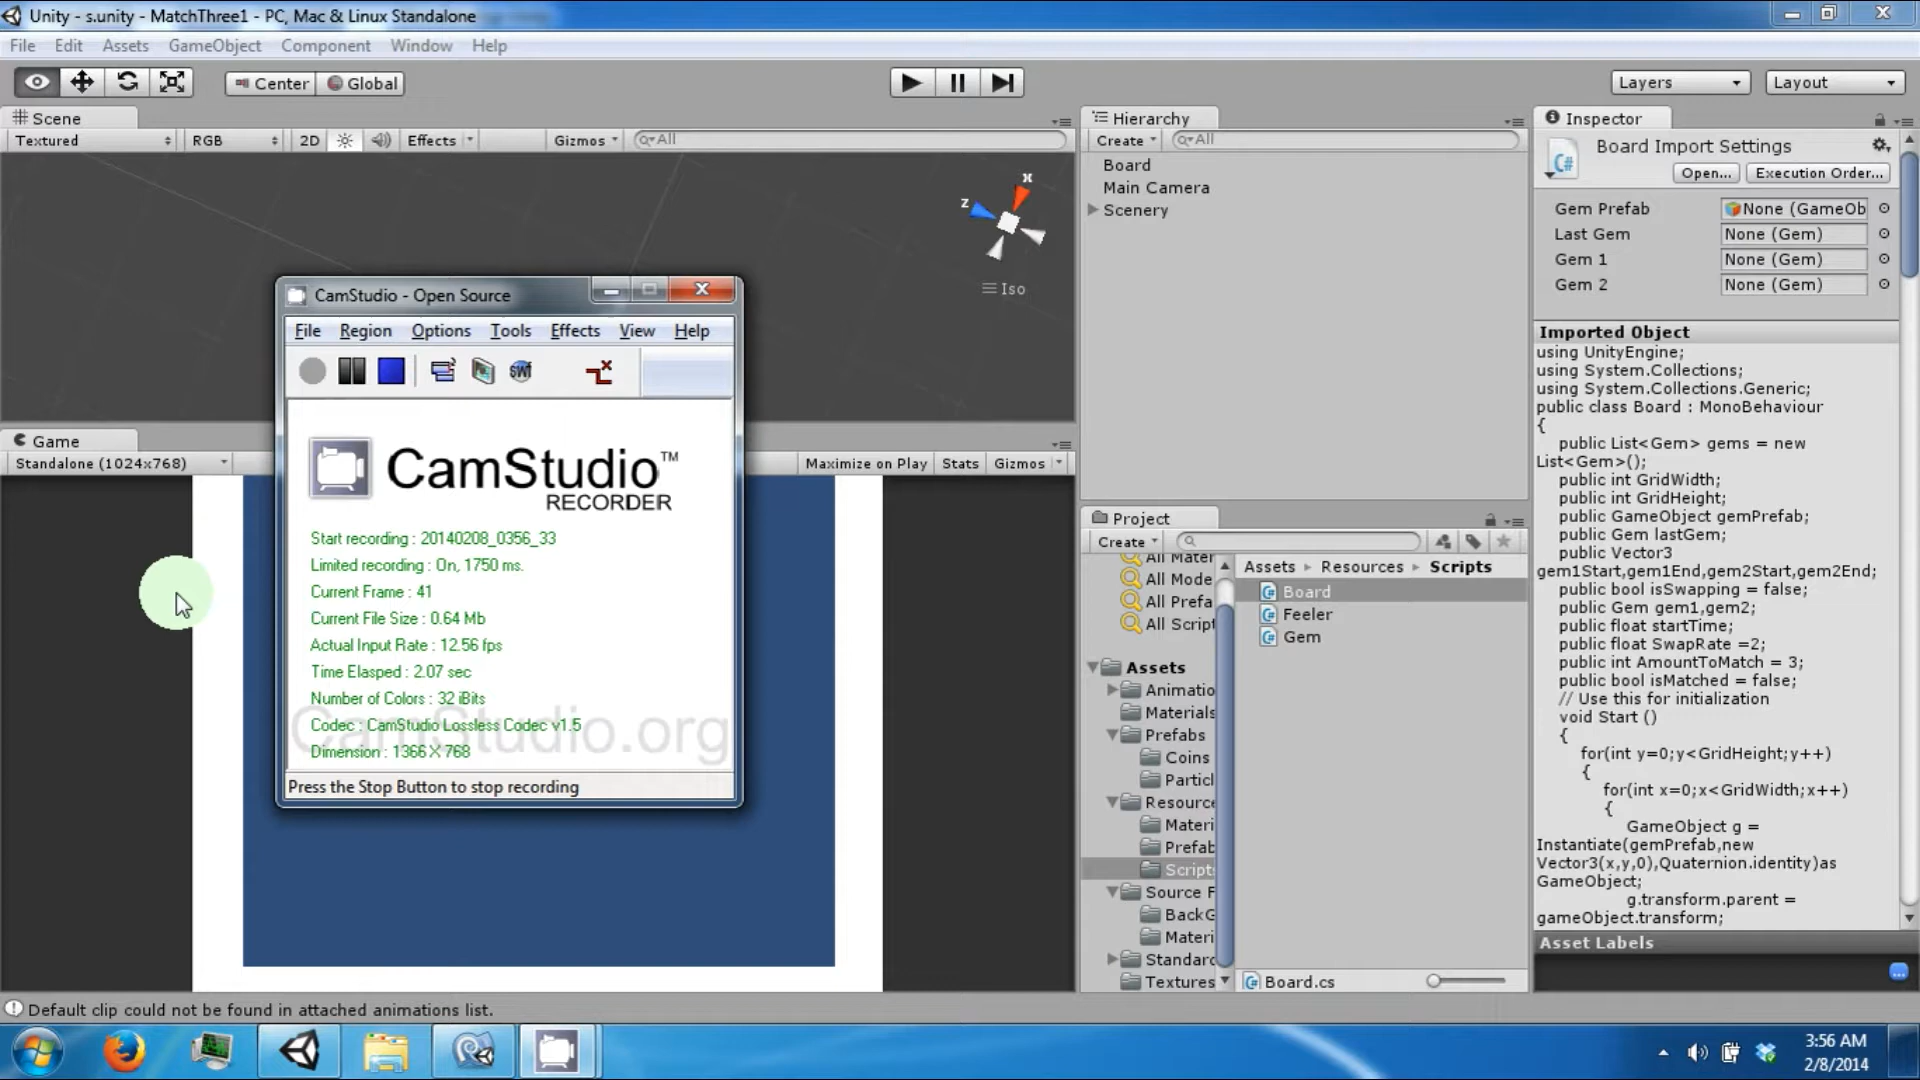 Unity - s.unity - MatchThree1 - PC, Mac & Linux Standalone
File Edit Assets GameObject Component Window Help
Center Global
Layers Layout
Scene
Textured RGB 2D Effects Gizmos All
x
z
Iso
CamStudio - Open Source
File Region Options Tools Effects View Help
SWf
CamStudio™
RECORDER
Start recording : 20140208_0356_33
Limited recording : On, 1750 ms.
Current Frame : 41
Current File Size : 0.64 Mb
Actual Input Rate : 12.56 fps
Time Elasped : 2.07 sec
Number of Colors : 32 iBits
Codec : CamStudio Lossless Codec v1.5
CamStudio.org
Dimension : 1366 X 768
Press the Stop Button to stop recording
Game
Standalone (1024x768) Maximize on Play Stats Gizmos
Hierarchy
Create All
Board
Main Camera
Scenery
Project
Create
All Mater
All Mode
All Prefa
All Script
Assets
Animatio
Materials
Prefabs
Coins
Particl
Resource
Materi
Prefab
Script
Source F
BackG
Materi
Standard
Textures
Assets Resources Scripts
Board
Feeler
Gem
Board.cs
Inspector
Board Import Settings
Open... Execution Order...
Gem Prefab None (GameOb
Last Gem None (Gem)
Gem 1 None (Gem)
Gem 2 None (Gem)
Imported Object
using UnityEngine;
using System.Collections;
using System.Collections.Generic;
public class Board : MonoBehaviour
{
public List<Gem> gems = new
List<Gem>();
public int GridWidth;
public int GridHeight;
public GameObject gemPrefab;
public Gem lastGem;
public Vector3
gem1Start,gem1End,gem2Start,gem2End;
public bool isSwapping = false;
public Gem gem1,gem2;
public float startTime;
public float SwapRate =2;
public int AmountToMatch = 3;
public bool isMatched = false;
// Use this for initialization
void Start ()
{
for(int y=0;y<GridHeight;y++)
{
for(int x=0;x<GridWidth;x++)
{
GameObject g =
Instantiate(gemPrefab,new
Vector3(x,y,0),Quaternion.identity)as
GameObject;
g.transform.parent =
gameObject.transform;
Asset Labels
Default clip could not be found in attached animations list.
3:56 AM
2/8/2014